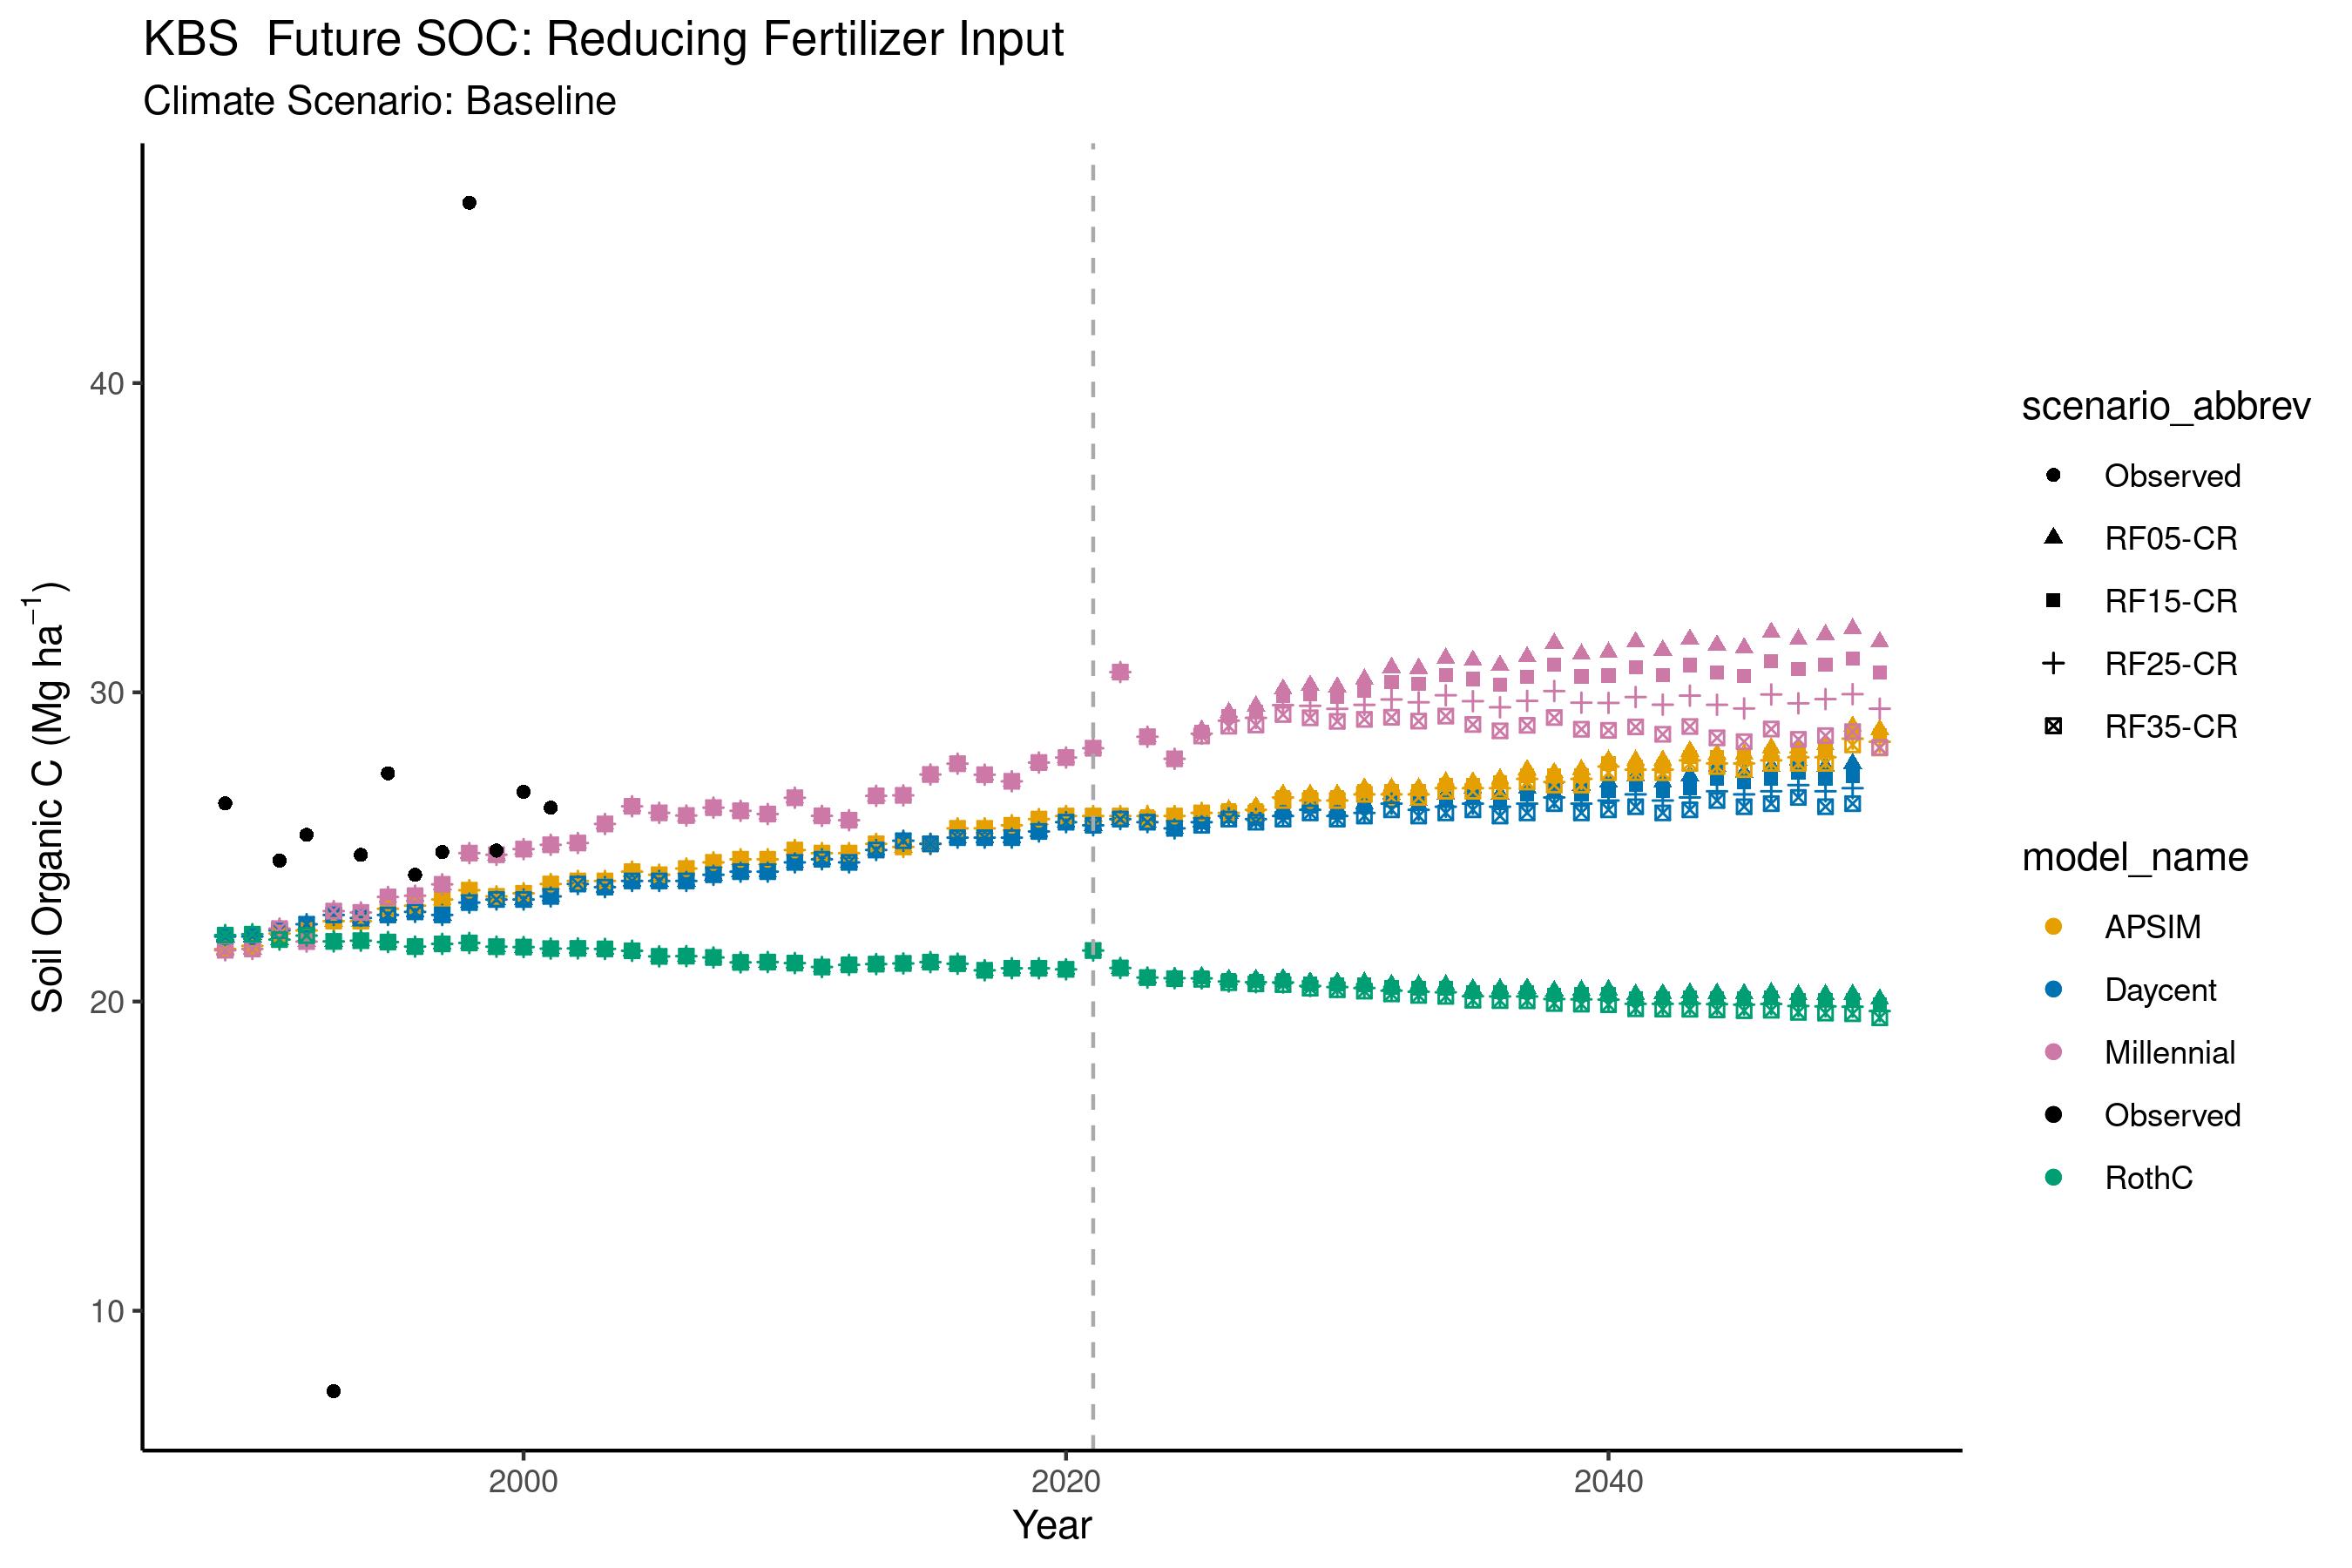 KBS  Future SOC: Reducing Fertilizer Input
Climate Scenario: Baseline
Soil Organic C (Mg ha⁻¹)
40
30
20
10
2000
2020
2040
Year
scenario_abbrev
Observed
RF05-CR
RF15-CR
RF25-CR
RF35-CR
model_name
APSIM
Daycent
Millennial
Observed
RothC